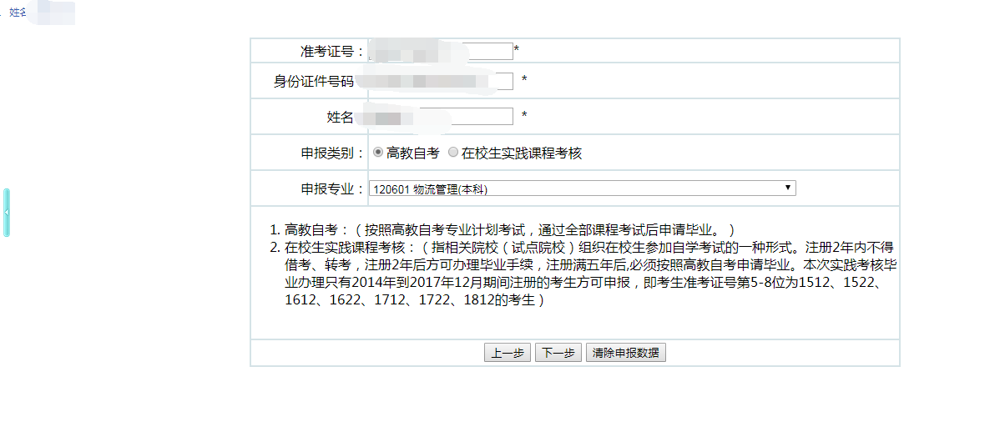 姓名
准考证号：*
身份证件号码 *
姓名 *
申报类别： 高教自考 在校生实践课程考核
申报专业： 120601 物流管理(本科)
1. 高教自考：（按照高教自考专业计划考试，通过全部课程考试后申请毕业。）
2. 在校生实践课程考核：（指相关院校（试点院校）组织在校生参加自学考试的一种形式。注册2年内不得
借考、转考，注册2年后方可办理毕业手续，注册满五年后,必须按照高教自考申请毕业。本次实践考核毕
业办理只有2014年到2017年12月期间注册的考生方可申报，即考生准考证号第5-8位为1512、1522、
1612、1622、1712、1722、1812的考生）
上一步 下一步 清除申报数据